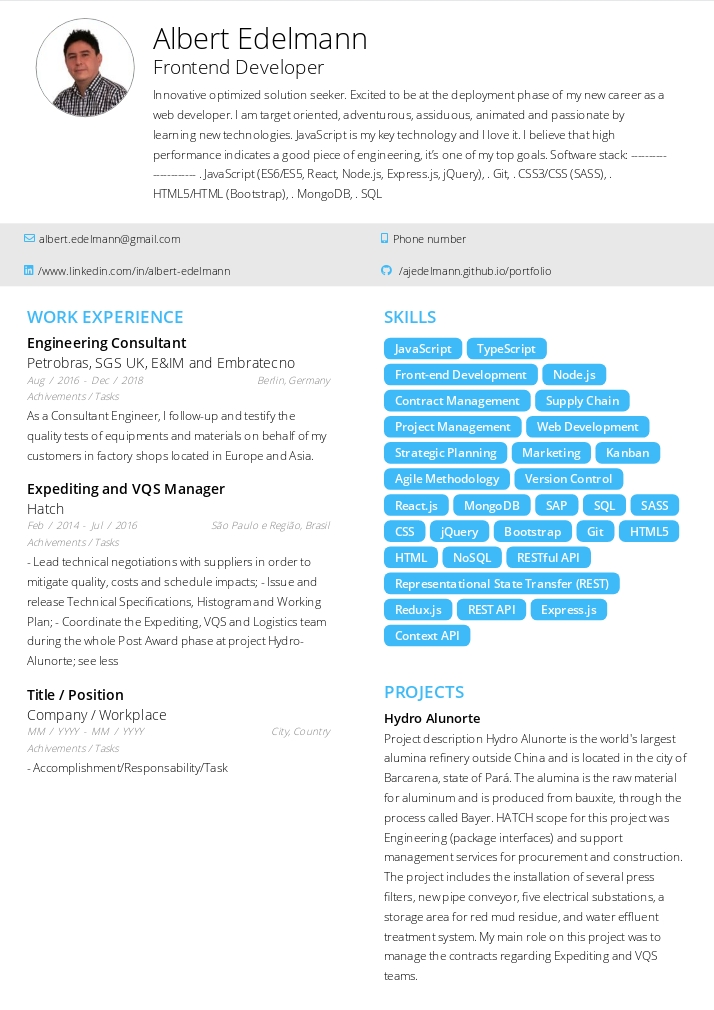 Albert Edelmann
Frontend Developer
Innovative optimized solution seeker. Excited to be at the deployment phase of my new career as a
web developer. I am target oriented, adventurous, assiduous, animated and passionate by
learning new technologies. JavaScript is my key technology and I love it. I believe that high
performance indicates a good piece of engineering, it's one of my top goals. Software stack: ----------
------------ . JavaScript (ES6/ES5, React, Node.js, Express.js, jQuery), . Git, . CSS3/CSS (SASS), .
HTML5/HTML (Bootstrap), . MongoDB, . SQL
albert.edelmann@gmail.com
Phone number
/www.linkedin.com/in/albert-edelmann
/ajedelmann.github.io/portfolio
WORK EXPERIENCE
Engineering Consultant
Petrobras, SGS UK, E&IM and Embratecno
Aug / 2016 - Dec / 2018 Berlin, Germany
Achivements / Tasks
As a Consultant Engineer, I follow-up and testify the
quality tests of equipments and materials on behalf of my
customers in factory shops located in Europe and Asia.
Expediting and VQS Manager
Hatch
Feb / 2014 - Jul / 2016 São Paulo e Região, Brasil
Achivements / Tasks
- Lead technical negotiations with suppliers in order to
mitigate quality, costs and schedule impacts; - Issue and
release Technical Specifications, Histogram and Working
Plan; - Coordinate the Expediting, VQS and Logistics team
during the whole Post Award phase at project Hydro-
Alunorte; see less
Title / Position
Company / Workplace
MM / YYYY - MM / YYYY City, Country
Achivements / Tasks
- Accomplishment/Responsability/Task
SKILLS
JavaScript TypeScript
Front-end Development Node.js
Contract Management Supply Chain
Project Management Web Development
Strategic Planning Marketing Kanban
Agile Methodology Version Control
React.js MongoDB SAP SQL SASS
CSS jQuery Bootstrap Git HTML5
HTML NoSQL RESTful API
Representational State Transfer (REST)
Redux.js REST API Express.js
Context API
PROJECTS
Hydro Alunorte
Project description Hydro Alunorte is the world's largest
alumina refinery outside China and is located in the city of
Barcarena, state of Pará. The alumina is the raw material
for aluminum and is produced from bauxite, through the
process called Bayer. HATCH scope for this project was
Engineering (package interfaces) and support
management services for procurement and construction.
The project includes the installation of several press
filters, new pipe conveyor, five electrical substations, a
storage area for red mud residue, and water effluent
treatment system. My main role on this project was to
manage the contracts regarding Expediting and VQS
teams.